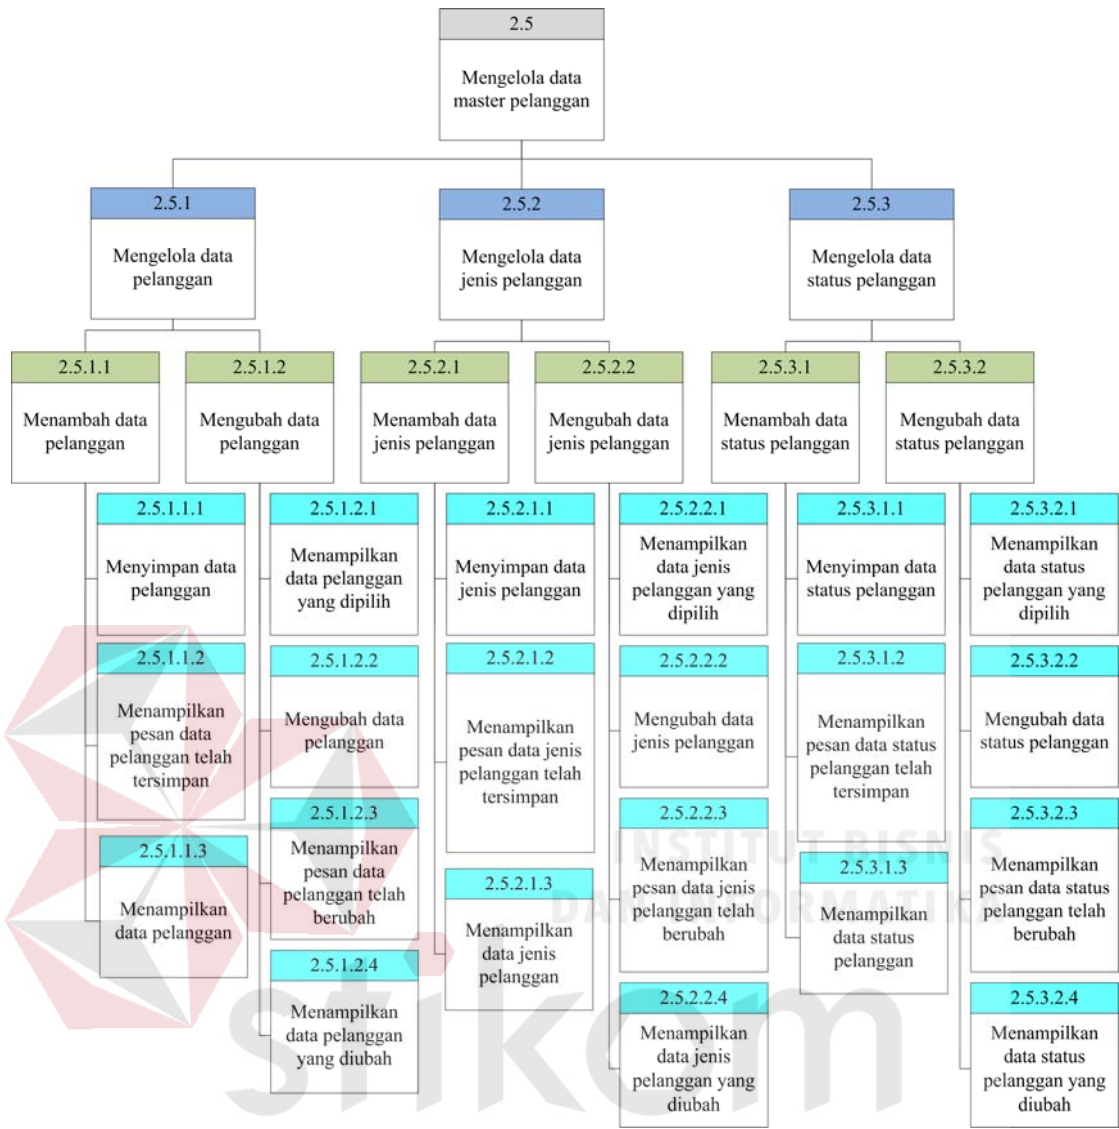 2.5
Mengelola data
master pelanggan
2.5.1
Mengelola data
pelanggan
2.5.2
Mengelola data
jenis pelanggan
2.5.3
Mengelola data
status pelanggan
2.5.1.1
Menambah data
pelanggan
2.5.1.2
Mengubah data
pelanggan
2.5.2.1
Menambah data
jenis pelanggan
2.5.2.2
Mengubah data
jenis pelanggan
2.5.3.1
Menambah data
status pelanggan
2.5.3.2
Mengubah data
status pelanggan
2.5.1.1.1
Menyimpan data
pelanggan
2.5.1.1.2
Menampilkan
pesan data
pelanggan telah
tersimpan
2.5.1.1.3
Menampilkan
data pelanggan
2.5.1.2.1
Menampilkan
data pelanggan
yang dipilih
2.5.1.2.2
Mengubah data
pelanggan
2.5.1.2.3
Menampilkan
pesan data
pelanggan telah
berubah
2.5.1.2.4
Menampilkan
data pelanggan
yang diubah
2.5.2.1.1
Menyimpan data
jenis pelanggan
2.5.2.1.2
Menampilkan
pesan data jenis
pelanggan telah
tersimpan
2.5.2.1.3
Menampilkan
data jenis
pelanggan
2.5.2.2.1
Menampilkan
data jenis
pelanggan yang
dipilih
2.5.2.2.2
Mengubah data
jenis pelanggan
2.5.2.2.3
Menampilkan
pesan data jenis
pelanggan telah
berubah
2.5.2.2.4
Menampilkan
data jenis
pelanggan yang
diubah
2.5.3.1.1
Menyimpan data
status pelanggan
2.5.3.1.2
Menampilkan
pesan data status
pelanggan telah
tersimpan
2.5.3.1.3
Menampilkan
data status
pelanggan
2.5.3.2.1
Menampilkan
data status
pelanggan yang
dipilih
2.5.3.2.2
Mengubah data
status pelanggan
2.5.3.2.3
Menampilkan
pesan data status
pelanggan telah
berubah
2.5.3.2.4
Menampilkan
data status
pelanggan yang
diubah
INSTITUT BISNIS
DAN INFORMATIKA
stikom